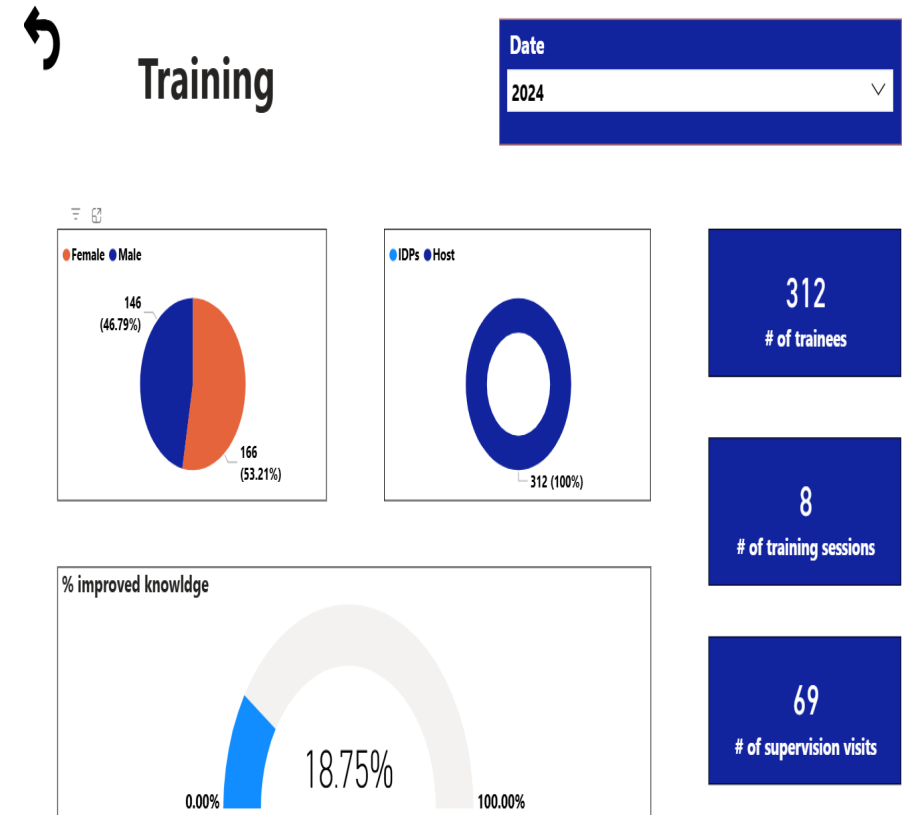 Training
Date
2024
Female Male
146
(46.79%)
166
(53.21%)
IDPs Host
312 (100%)
312
# of trainees
8
# of training sessions
% improved knowldge
18.75%
0.00%
100.00%
69
# of supervision visits